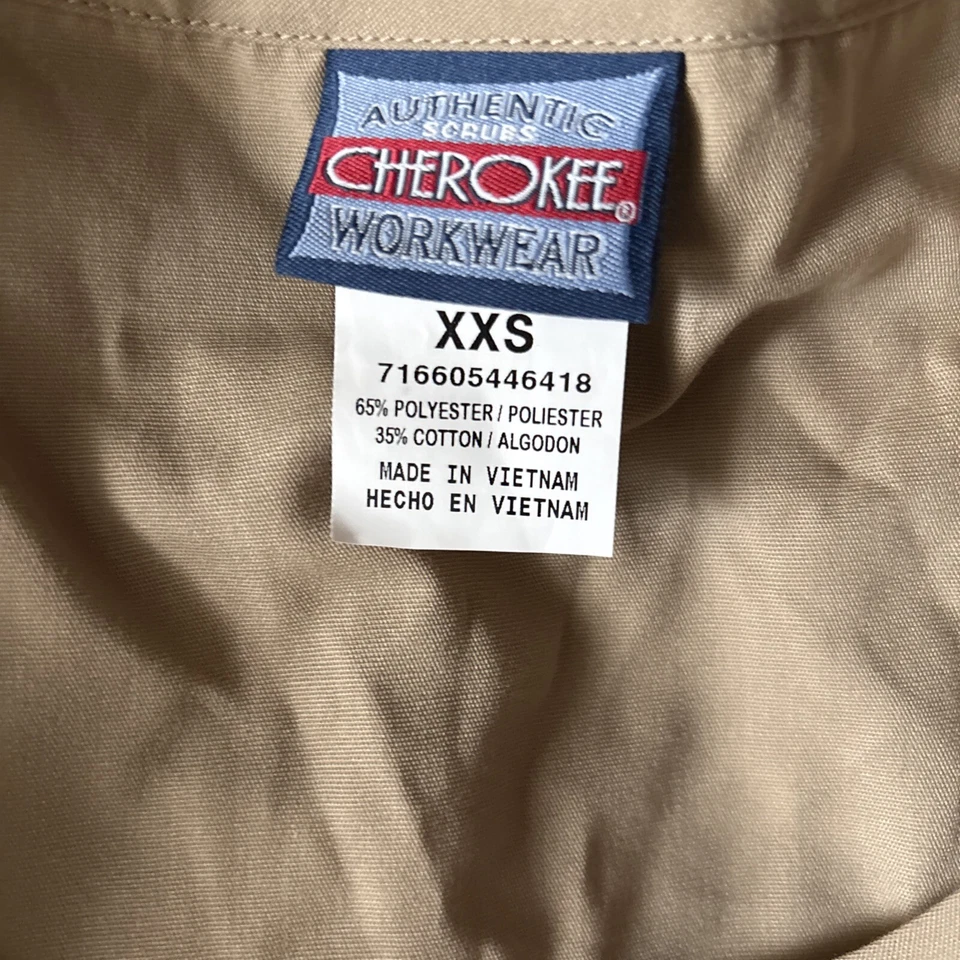 AUTHENTIC
SCRUBS
CHEROKEE®
WORKWEAR
XXS
716605446418
65% POLYESTER / POLIESTER
35% COTTON / ALGODON
MADE IN VIETNAM
HECHO EN VIETNAM